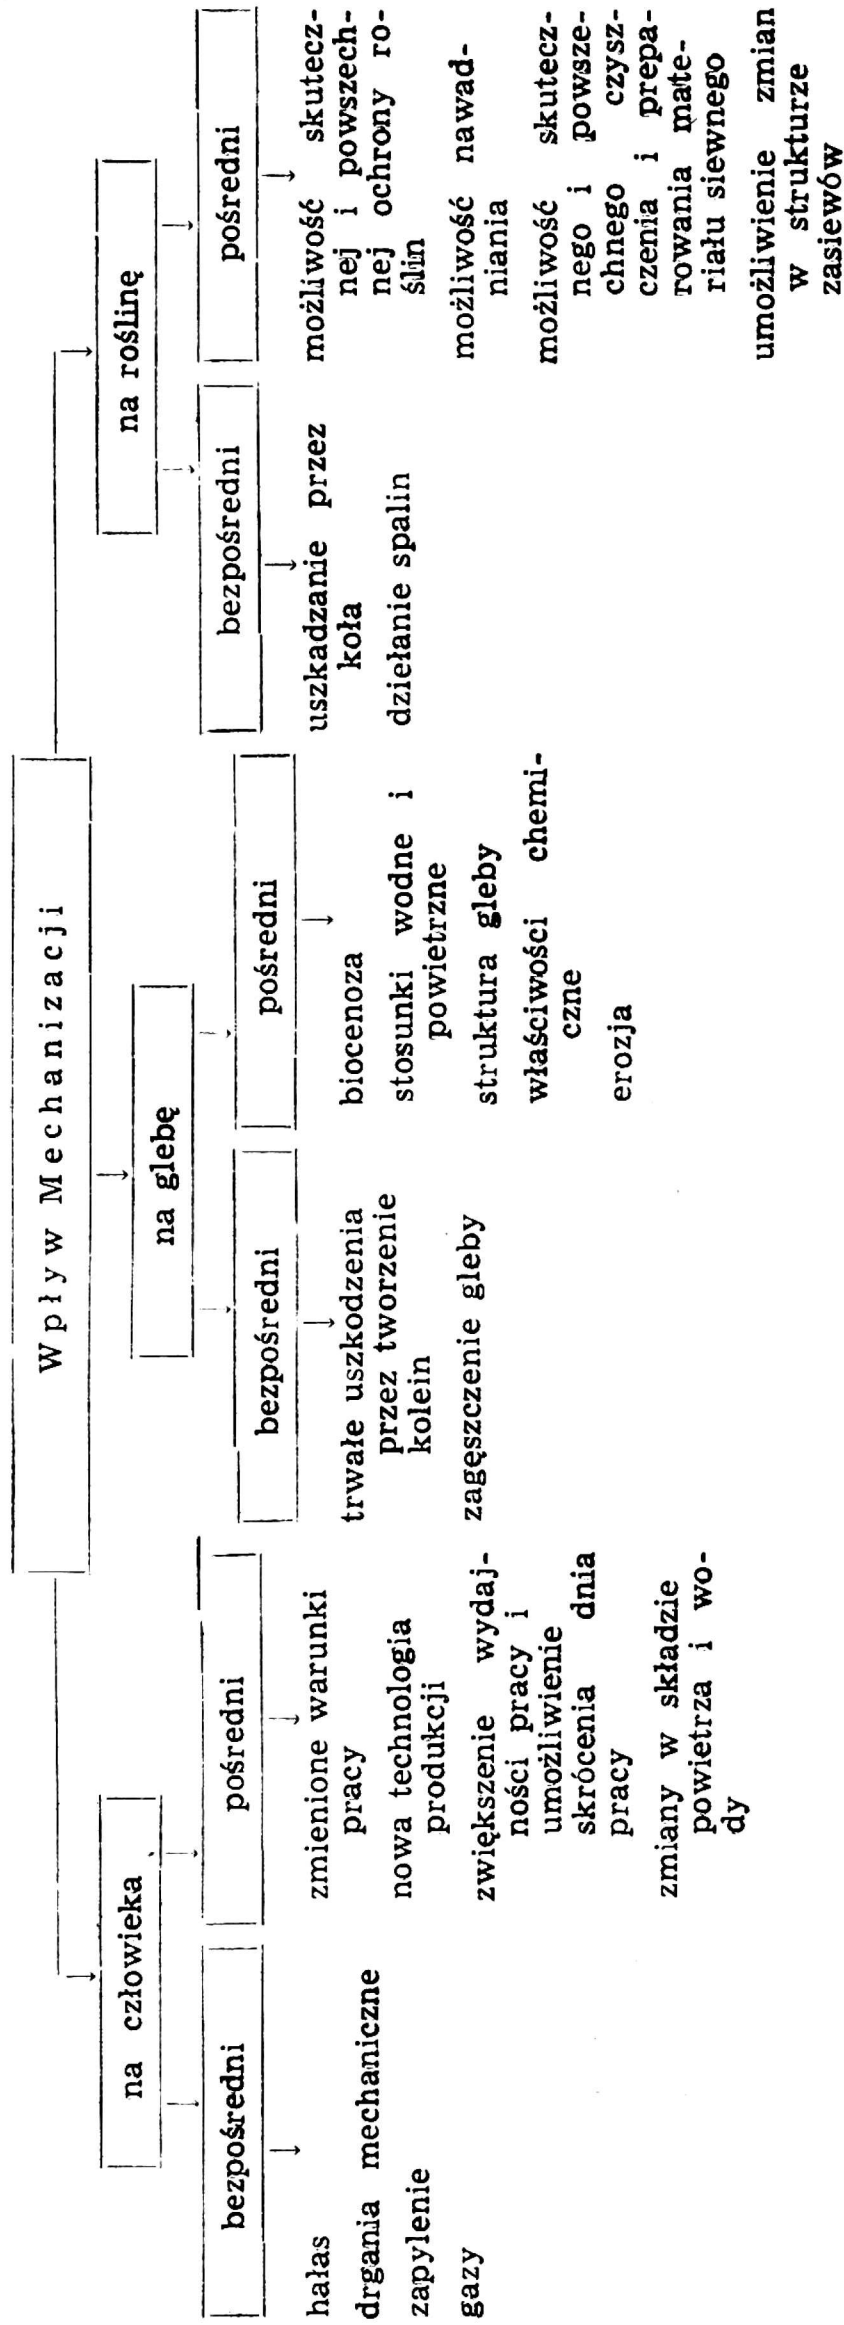 Wpływ Mechanizacji
na człowieka
bezpośredni
hałas
drgania mechaniczne
zapylenie
gazy
pośredni
zmienione warunki
pracy
nowa technologia
produkcji
zwiększenie wydaj-
ności pracy i
umożliwienie
skrócenia dnia
pracy
zmiany w składzie
powietrza i wo-
dy
na glebę
bezpośredni
trwałe uszkodzenia
przez tworzenie
kolein
zagęszczenie gleby
pośredni
biocenoza
stosunki wodne i
powietrzne
struktura gleby
właściwości chemi-
czne
erozja
na roślinę
bezpośredni
uszkadzanie przez
koła
dziełanie spalin
pośredni
możliwość skutecz-
nej i powszech-
nej ochrony ro-
ślin
możliwość nawad-
niania
możliwość skutecz-
nego i powsze-
chnego czysz-
czenia i prepa-
rowania mate-
riału siewnego
umożliwienie zmian
w strukturze
zasiewów